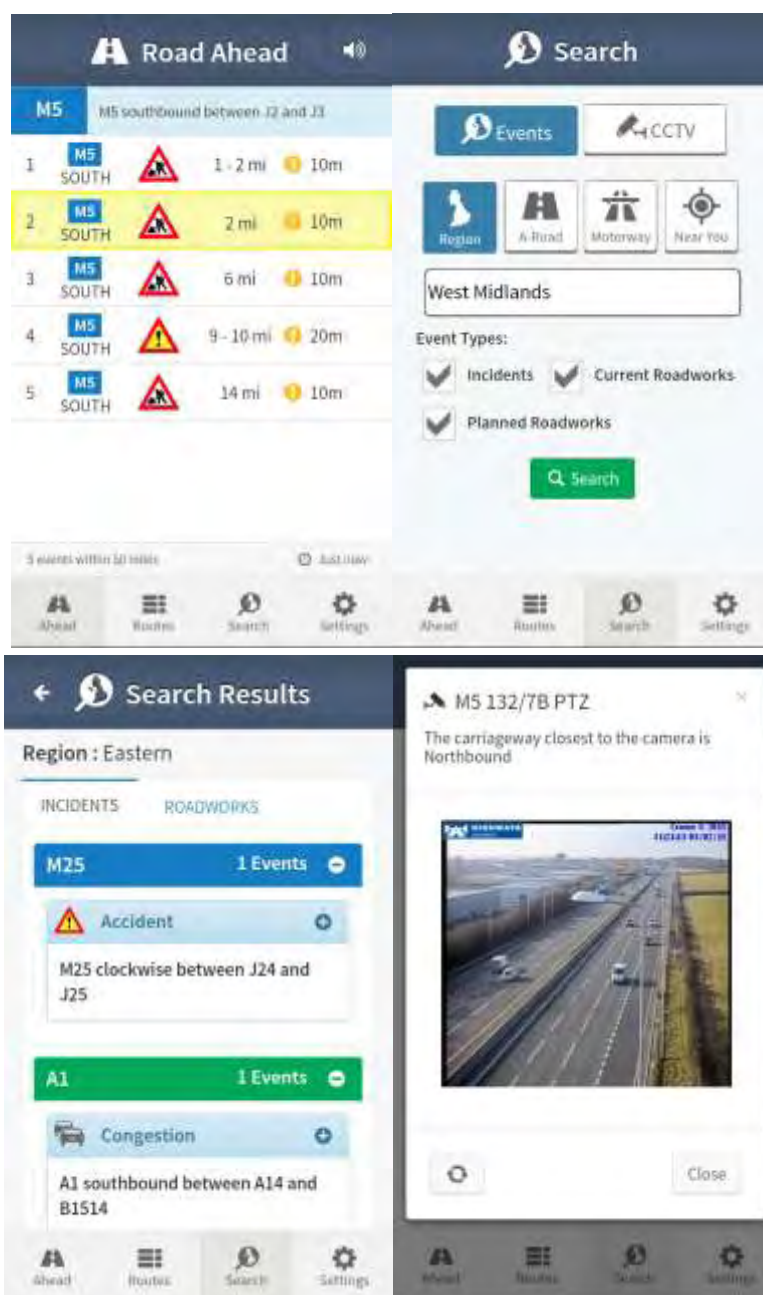 Road Ahead
M5 M5 southbound between J2 and J3
1 M5 SOUTH 1 - 2 mi 10m
2 M5 SOUTH 2 mi 10m
3 M5 SOUTH 6 mi 10m
4 M5 SOUTH 9 - 10 mi 20m
5 M5 SOUTH 14 mi 10m
5 events within 50 miles Just now
Ahead Routes Search Settings
Search
Events CCTV
Region A-Road Motorway Near You
West Midlands
Event Types:
Incidents Current Roadworks
Planned Roadworks
Search
Ahead Routes Search Settings
Search Results
Region : Eastern
INCIDENTS ROADWORKS
M25 1 Events
Accident
M25 clockwise between J24 and
J25
A1 1 Events
Congestion
A1 southbound between A14 and
B1514
Ahead Routes Search Settings
M5 132/7B PTZ
The carriageway closest to the camera is
Northbound
Close
Ahead Routes Search Settings